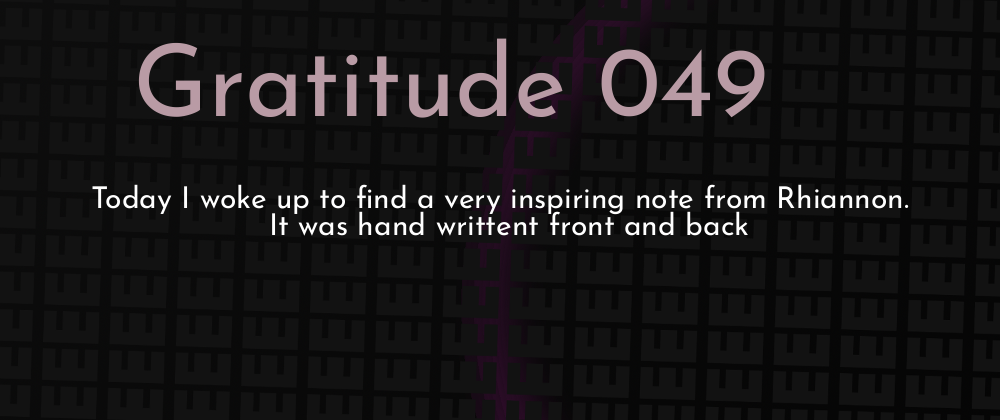 Gratitude 049
Today I woke up to find a very inspiring note from Rhiannon.
It was hand writtent front and back